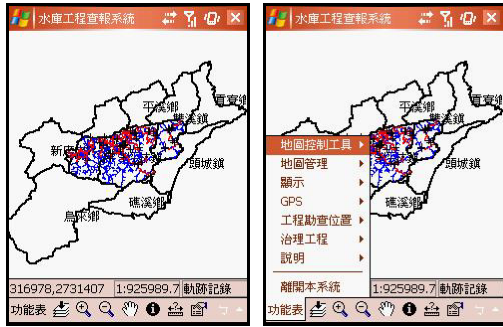 水庫工程查報系統
平溪鄉
貢寮鄉
雙溪鎮
新店
頭城鎮
礁溪鄉
烏來鄉
316978,2731407 1:925989.7 軌跡記錄
功能表
水庫工程查報系統
平溪鄉
貢寮鄉
雙溪鎮
頭城鎮
礁溪鄉
地圖控制工具
地圖管理
顯示
GPS
工程勘查位置
治理工程
說明
離開本系統
1:925989.7 軌跡記錄
功能表